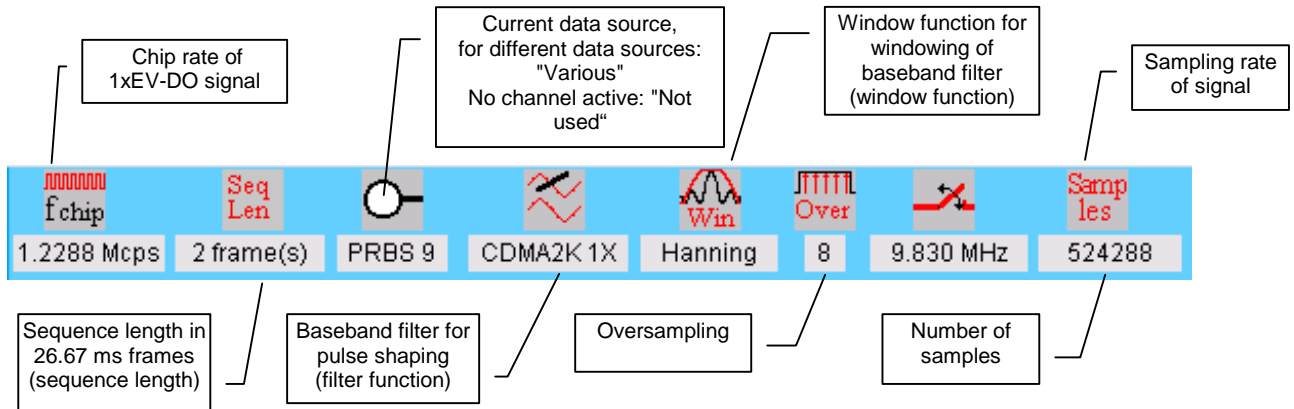 Chip rate of
1xEV-DO signal
Current data source,
for different data sources:
"Various"
No channel active: "Not
used“
Window function for
windowing of
baseband filter
(window function)
Sampling rate
of signal
fchip
Seq
Len
Win
Over
Samp
les
1.2288 Mcps
2 frame(s)
PRBS 9
CDMA2K 1X
Hanning
8
9.830 MHz
524288
Sequence length in
26.67 ms frames
(sequence length)
Baseband filter for
pulse shaping
(filter function)
Oversampling
Number of
samples